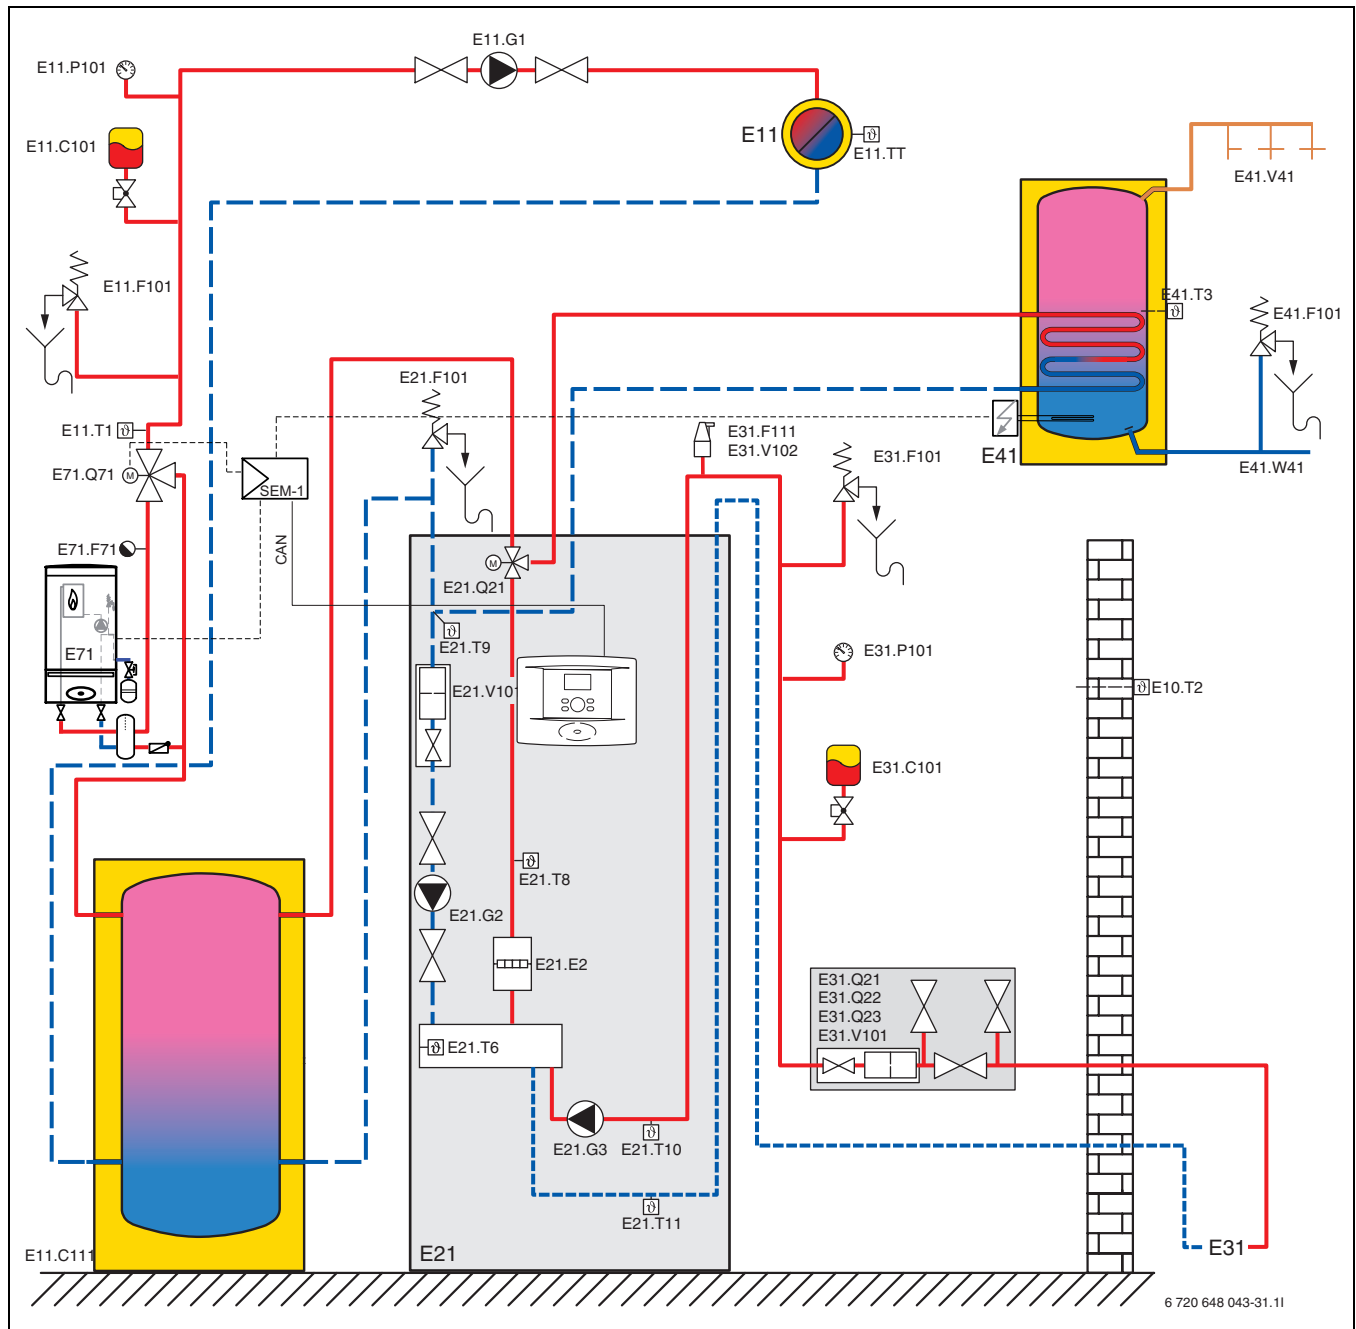 E11.G1
E11.P101
E11
E11.TT
E11.C101
E41.V41
E11.F101
E41.T3
E41.F101
E21.F101
E11.T1
E31.F111
E31.V102
E31.F101
E41
E41.W41
E71.Q71
M
SEM-1
CAN
E71.F71
M
E21.Q21
E71
E21.T9
E31.P101
E21.V101
E10.T2
E31.C101
E21.T8
E21.G2
E21.E2
E31.Q21
E31.Q22
E31.Q23
E31.V101
E21.T6
E21.G3
E21.T10
E21.T11
E11.C111
E21
E31
6 720 648 043-31.1I
ϑ
ϑ
ϑ
ϑ
ϑ
ϑ
ϑ
ϑ
ϑ